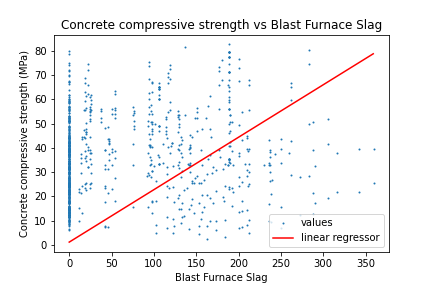 Concrete compressive strength vs Blast Furnace Slag
Concrete compressive strength (MPa)
80
70
60
50
40
30
20
10
0
values
linear regressor
0 50 100 150 200 250 300 350
Blast Furnace Slag